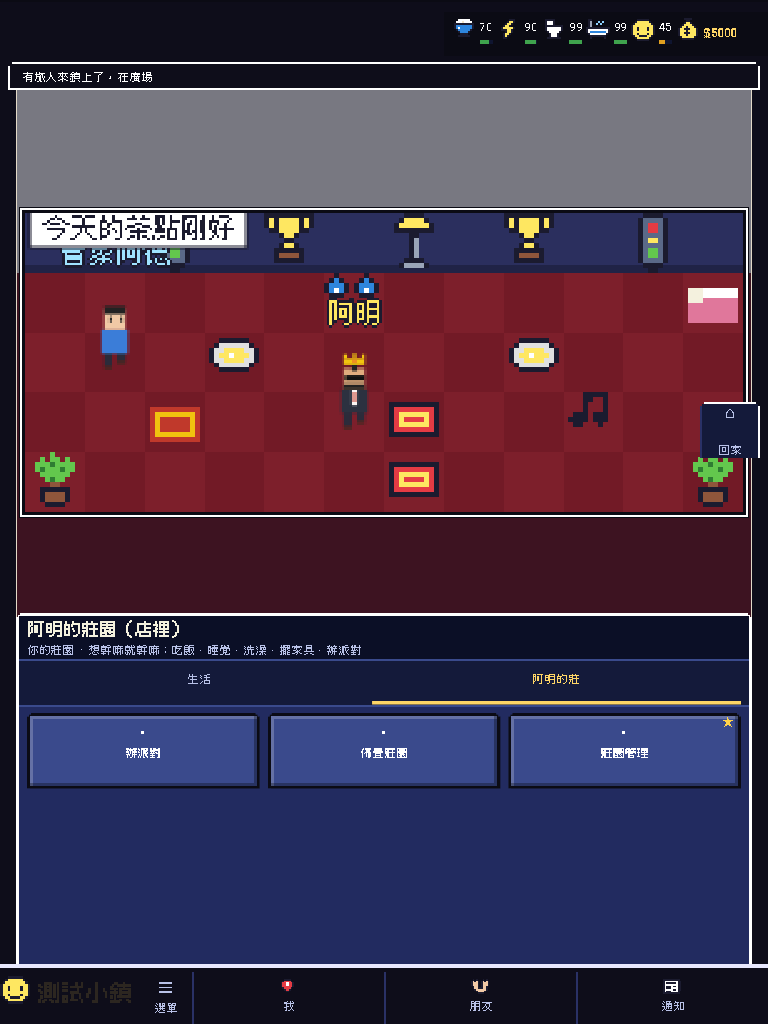 70 90 99 99 45 $5000
有旅人來鎮上了，在廣場
今天的茶點剛好
管家阿德
阿明
回家
阿明的莊園（店裡）
你的莊園 · 想幹嘛就幹嘛：吃飯 · 睡覺 · 洗澡 · 擺家具 · 辦派對
生活
阿明的莊
辦派對
佈置莊園
莊園管理
測試小鎮
選單
我
朋友
通知